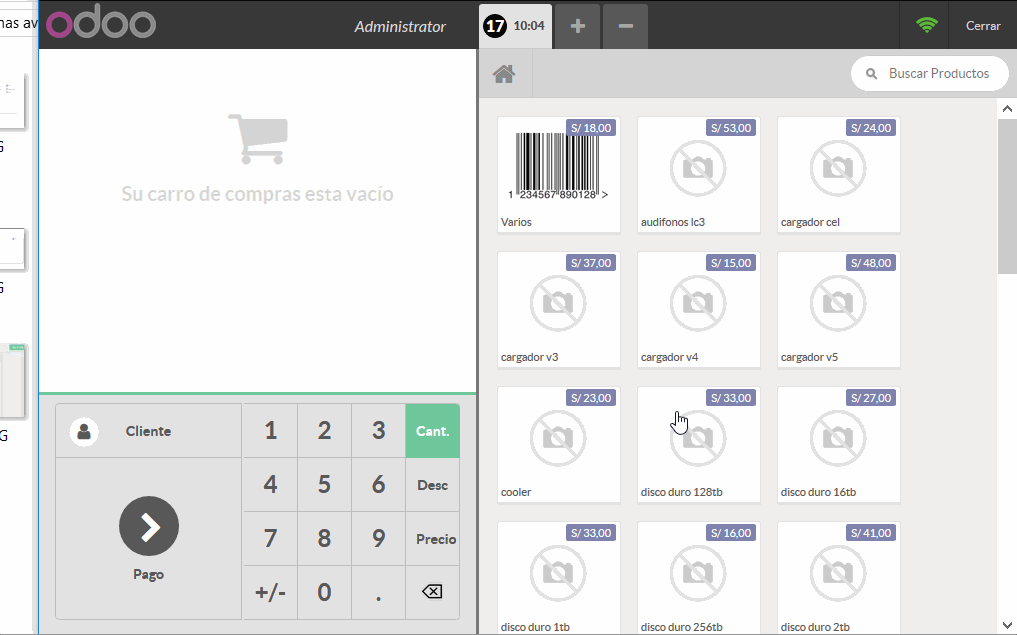 nas av
odoo
Administrator
17 10:04 + −
Cerrar
Buscar Productos
Su carro de compras esta vacío
S/ 18,00
1 234567 890128 >
Varios
S/ 53,00
audifonos lc3
S/ 24,00
cargador cel
S/ 37,00
cargador v3
S/ 15,00
cargador v4
S/ 48,00
cargador v5
S/ 23,00
cooler
S/ 33,00
disco duro 128tb
S/ 27,00
disco duro 16tb
S/ 33,00
disco duro 1tb
S/ 16,00
disco duro 256tb
S/ 41,00
disco duro 2tb
Cliente
Pago
1 2 3 Cant.
4 5 6 Desc
7 8 9 Precio
+/- 0 .
G
G
G